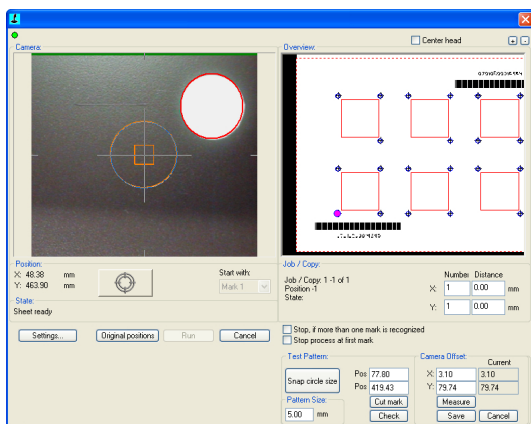 Center head
+
-
Camera:
Overview:
Position:
X: 48.38 mm
Y: 463.90 mm
Start with:
Mark 1
State:
Sheet ready
Settings...
Original positions
Run
Cancel
Job / Copy:
Job / Copy: 1 -1 of 1
Position -1
State:
Number Distance
X: 1 0.00 mm
Y: 1 0.00 mm
Stop, if more than one mark is recognized
Stop process at first mark
Test Pattern:
Snap circle size
Pos 77.80
Pos 419.43
Cut mark
Check
Pattern Size:
5.00 mm
Camera Offset:
Current
X: 3.10 3.10
Y: 79.74 79.74
Measure
Save
Cancel